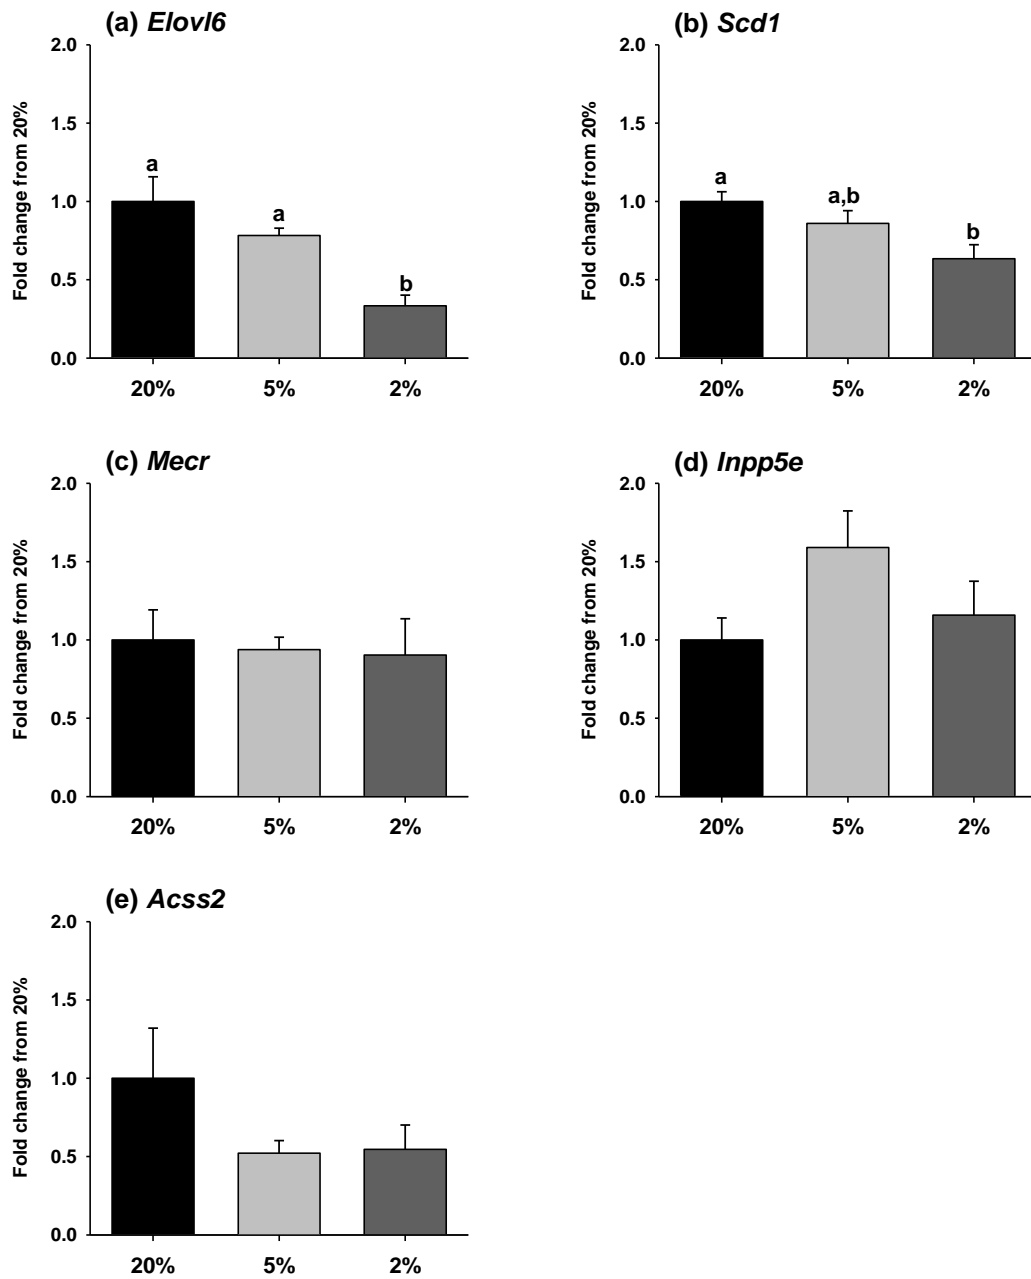 (a) Elovl6
2.0
1.5
1.0
0.5
0.0
Fold change from 20%
a
a
b
20%
5%
2%
(b) Scd1
2.0
1.5
1.0
0.5
0.0
Fold change from 20%
a
a,b
b
20%
5%
2%
(c) Mecr
2.0
1.5
1.0
0.5
0.0
Fold change from 20%
20%
5%
2%
(d) Inpp5e
2.0
1.5
1.0
0.5
0.0
Fold change from 20%
20%
5%
2%
(e) Acss2
2.0
1.5
1.0
0.5
0.0
Fold change from 20%
20%
5%
2%